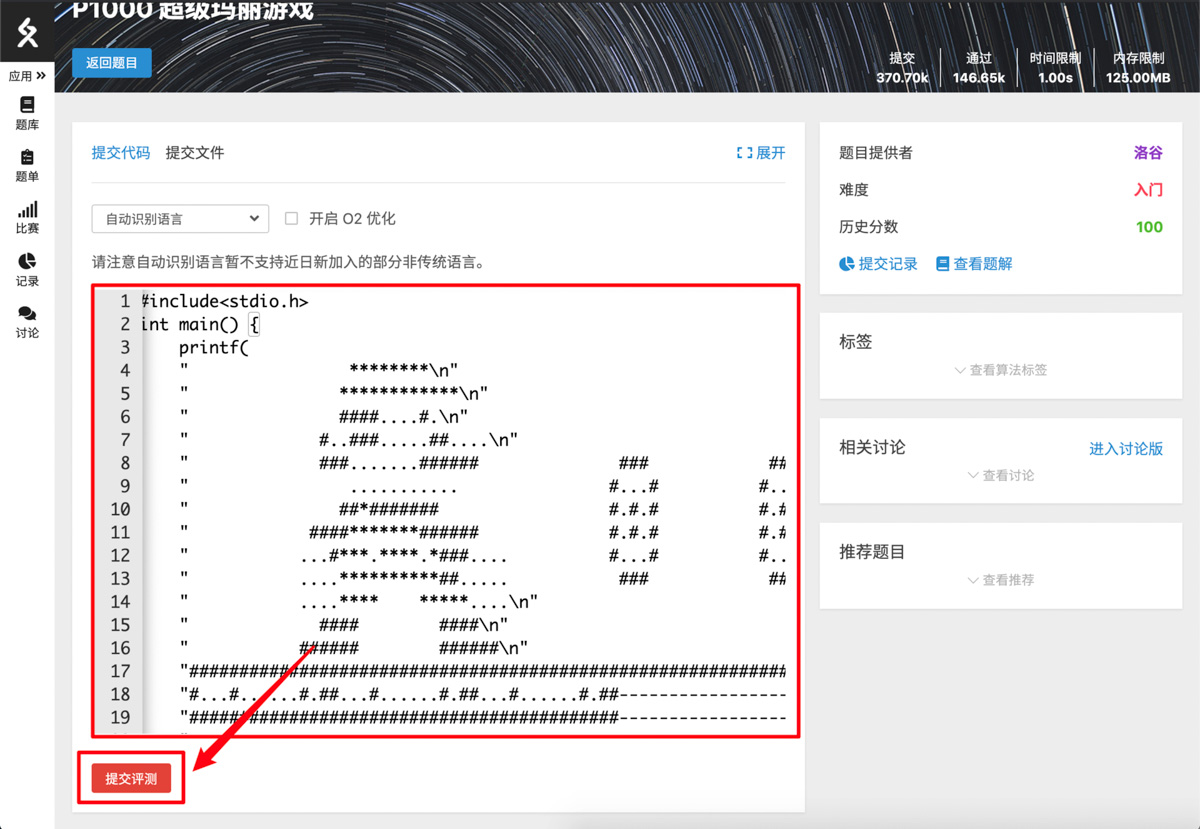 P1000 超级玛丽游戏
返回题目
提交 通过 时间限制 内存限制
370.70k 146.65k 1.00s 125.00MB
应用 »
题库
题单
比赛
记录
讨论
提交代码 提交文件 展开
自动识别语言 开启 O2 优化
请注意自动识别语言暂不支持近日新加入的部分非传统语言。
1 #include<stdio.h>
2 int main() {
3     printf(
4     "                ********\n"
5     "               ************\n"
6     "               ####....#.\n"
7     "             #..###.....##....\n"
8     "             ###.......######              ###            ##
9     "                ...........               #...#          #..
10     "               ##*#######                 #.#.#          #.#
11     "            ####*******######             #.#.#          #.#
12     "           ...#***.****.*###....          #...#          #..
13     "           ....**********##.....           ###            ##
14     "           ....****    *****....\n"
15     "             ####        ####\n"
16     "           ######        ######\n"
17     "############################################################
18     "#...#......#.##...#......#.##...#......#.##-----------------
19     "###########################################-----------------
提交评测
题目提供者 洛谷
难度 入门
历史分数 100
提交记录 查看题解
标签
查看算法标签
相关讨论 进入讨论版
查看讨论
推荐题目
查看推荐